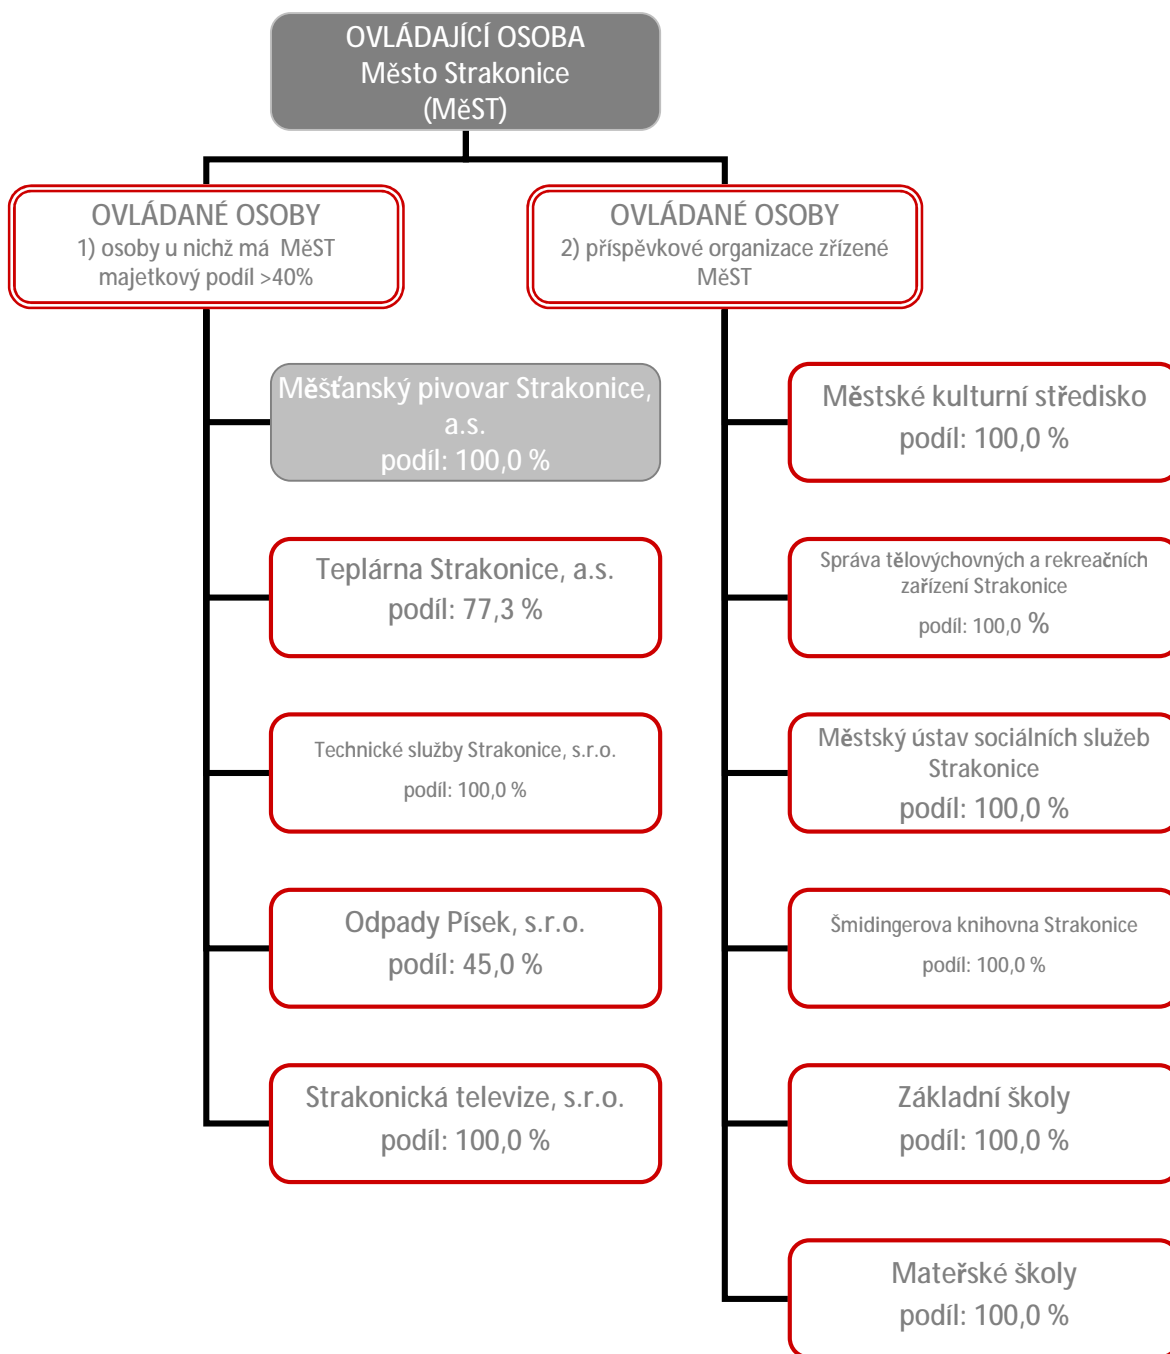 OVLÁDAJÍCÍ OSOBA
Město Strakonice
(MěST)
OVLÁDANÉ OSOBY
1) osoby u nichž má MěST
majetkový podíl >40%
Měšťanský pivovar Strakonice,
a.s.
podíl: 100,0 %
Teplárna Strakonice, a.s.
podíl: 77,3 %
Technické služby Strakonice, s.r.o.
podíl: 100,0 %
Odpady Písek, s.r.o.
podíl: 45,0 %
Strakonická televize, s.r.o.
podíl: 100,0 %
OVLÁDANÉ OSOBY
2) příspěvkové organizace zřízené
MěST
Městské kulturní středisko
podíl: 100,0 %
Správa tělovýchovných a rekreačních
zařízení Strakonice
podíl: 100,0 %
Městský ústav sociálních služeb
Strakonice
podíl: 100,0 %
Šmidingerova knihovna Strakonice
podíl: 100,0 %
Základní školy
podíl: 100,0 %
Mateřské školy
podíl: 100,0 %